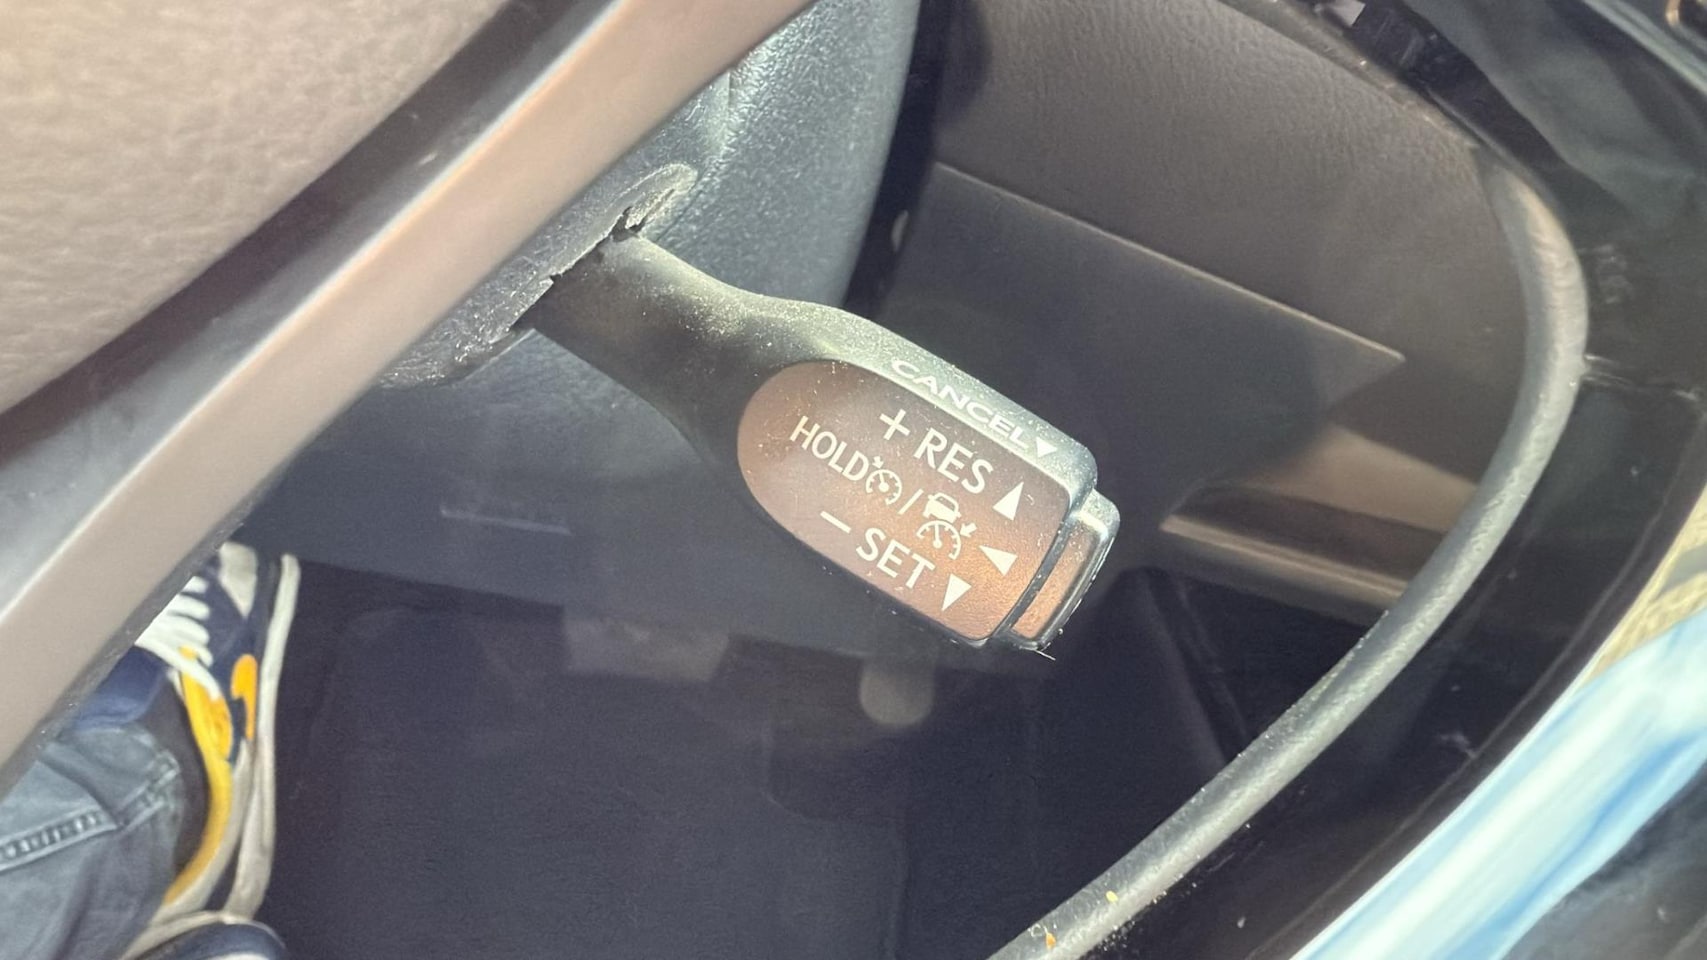 CANCEL
+ RES
HOLD /
− SET